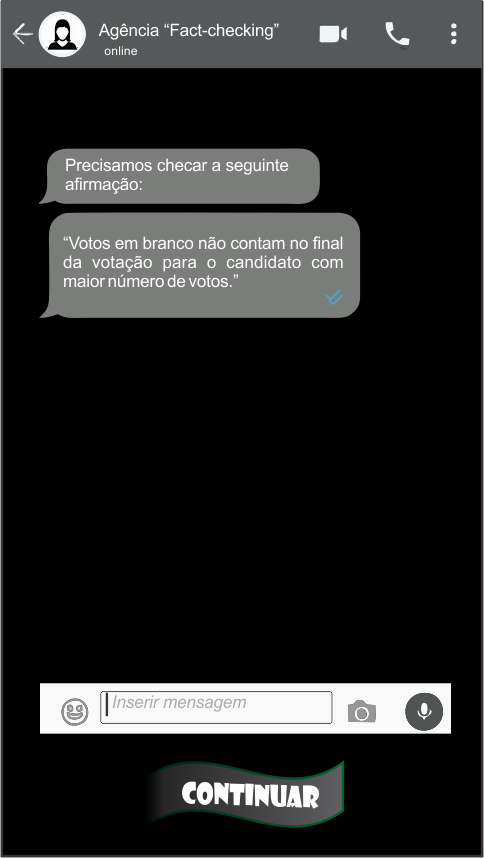 Agência “Fact-checking”
online
Precisamos checar a seguinte
afirmação:
“Votos em branco não contam no final
da votação para o candidato com
maior número de votos.”
Inserir mensagem
CONTINUAR